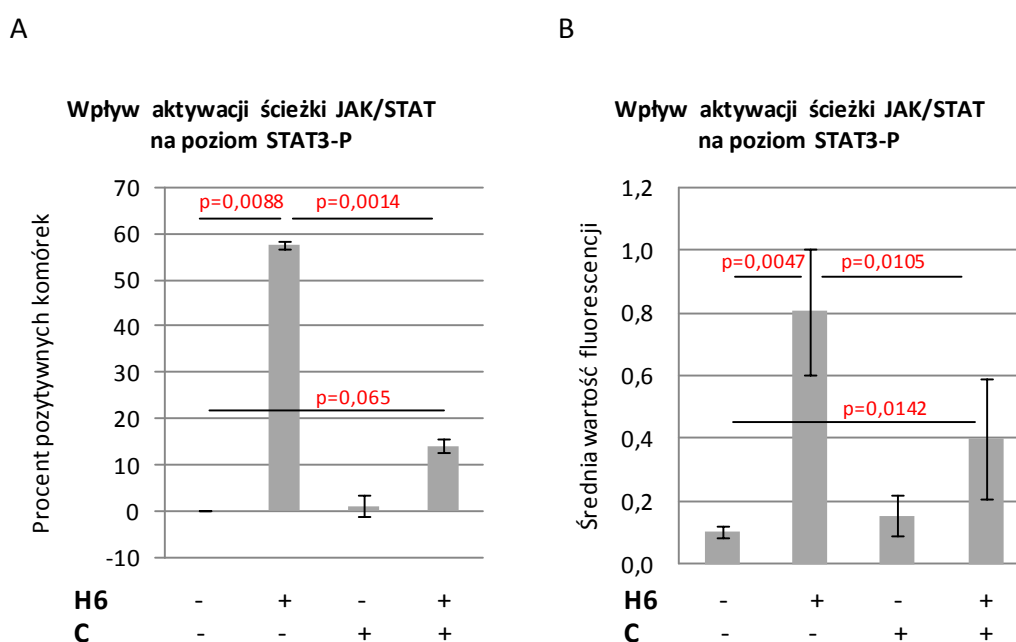 A
B
Wpływ aktywacji ścieżki JAK/STAT
na poziom STAT3-P
Procent pozytywnych komórek
70
60
50
40
30
20
10
0
-10
p=0,0088
p=0,0014
p=0,065
H6 - + - +
C - - + +
Wpływ aktywacji ścieżki JAK/STAT
na poziom STAT3-P
Średnia wartość fluorescencji
1,2
1,0
0,8
0,6
0,4
0,2
0,0
p=0,0047
p=0,0105
p=0,0142
H6 - + - +
C - - + +